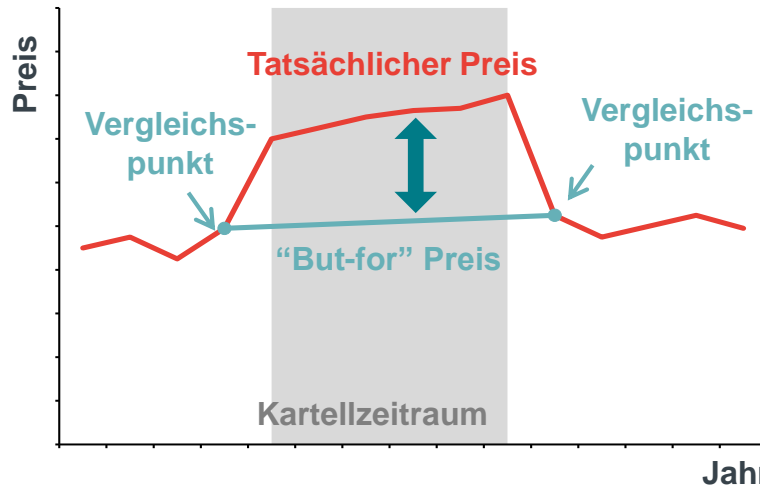 Preis
Tatsächlicher Preis
Vergleichs-
punkt
Vergleichs-
punkt
“But-for” Preis
Kartellzeitraum
Jahr